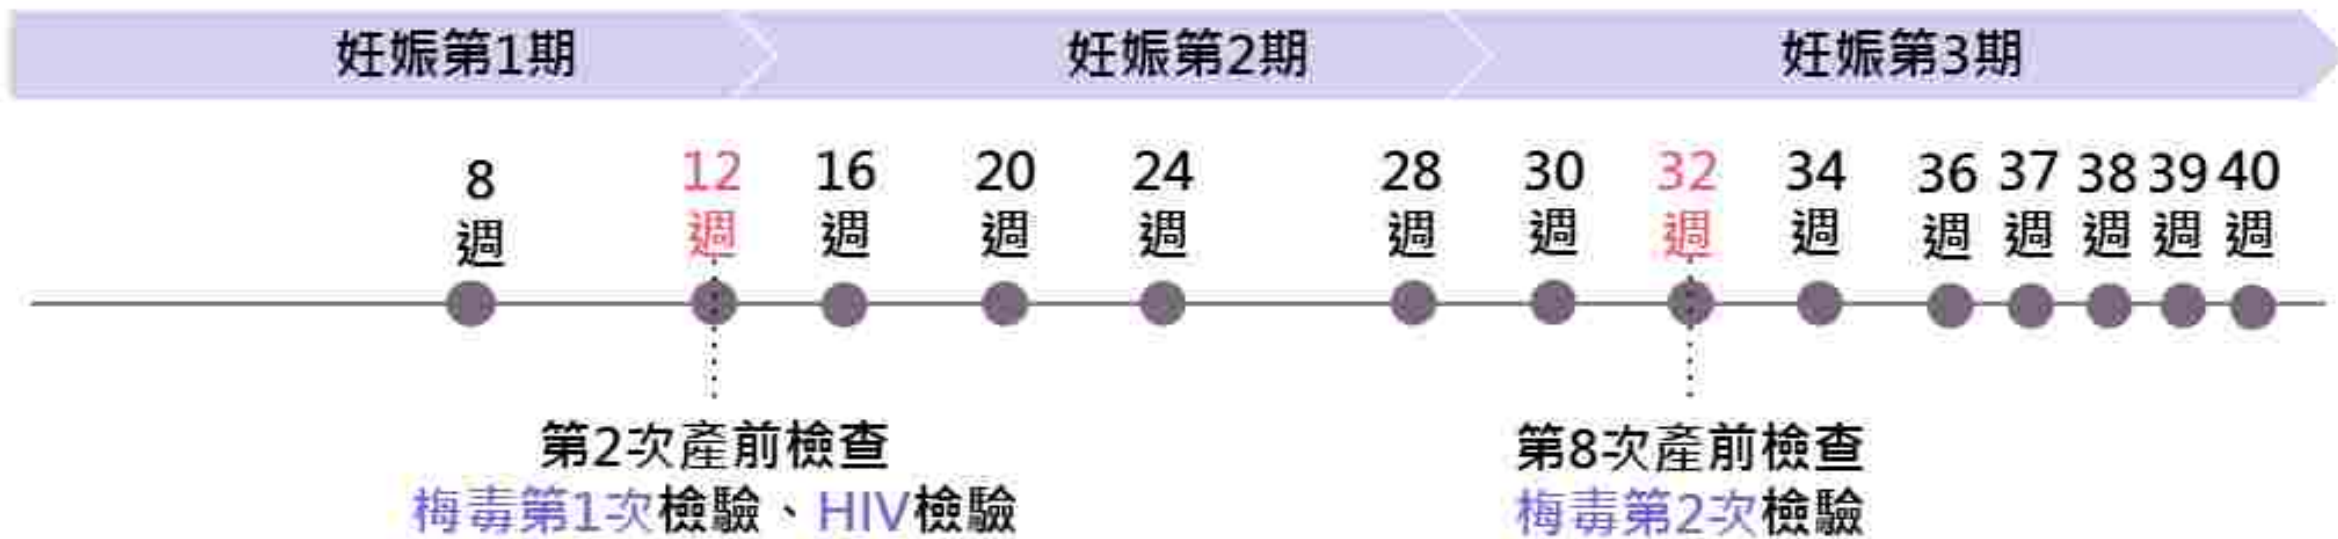 妊娠第1期 妊娠第2期 妊娠第3期
8 12 16 20 24 28 30 32 34 36 37 38 39 40
週 週 週 週 週 週 週 週 週 週 週 週 週 週
第2次產前檢查 第8次產前檢查
梅毒第1次檢驗、HIV檢驗 梅毒第2次檢驗